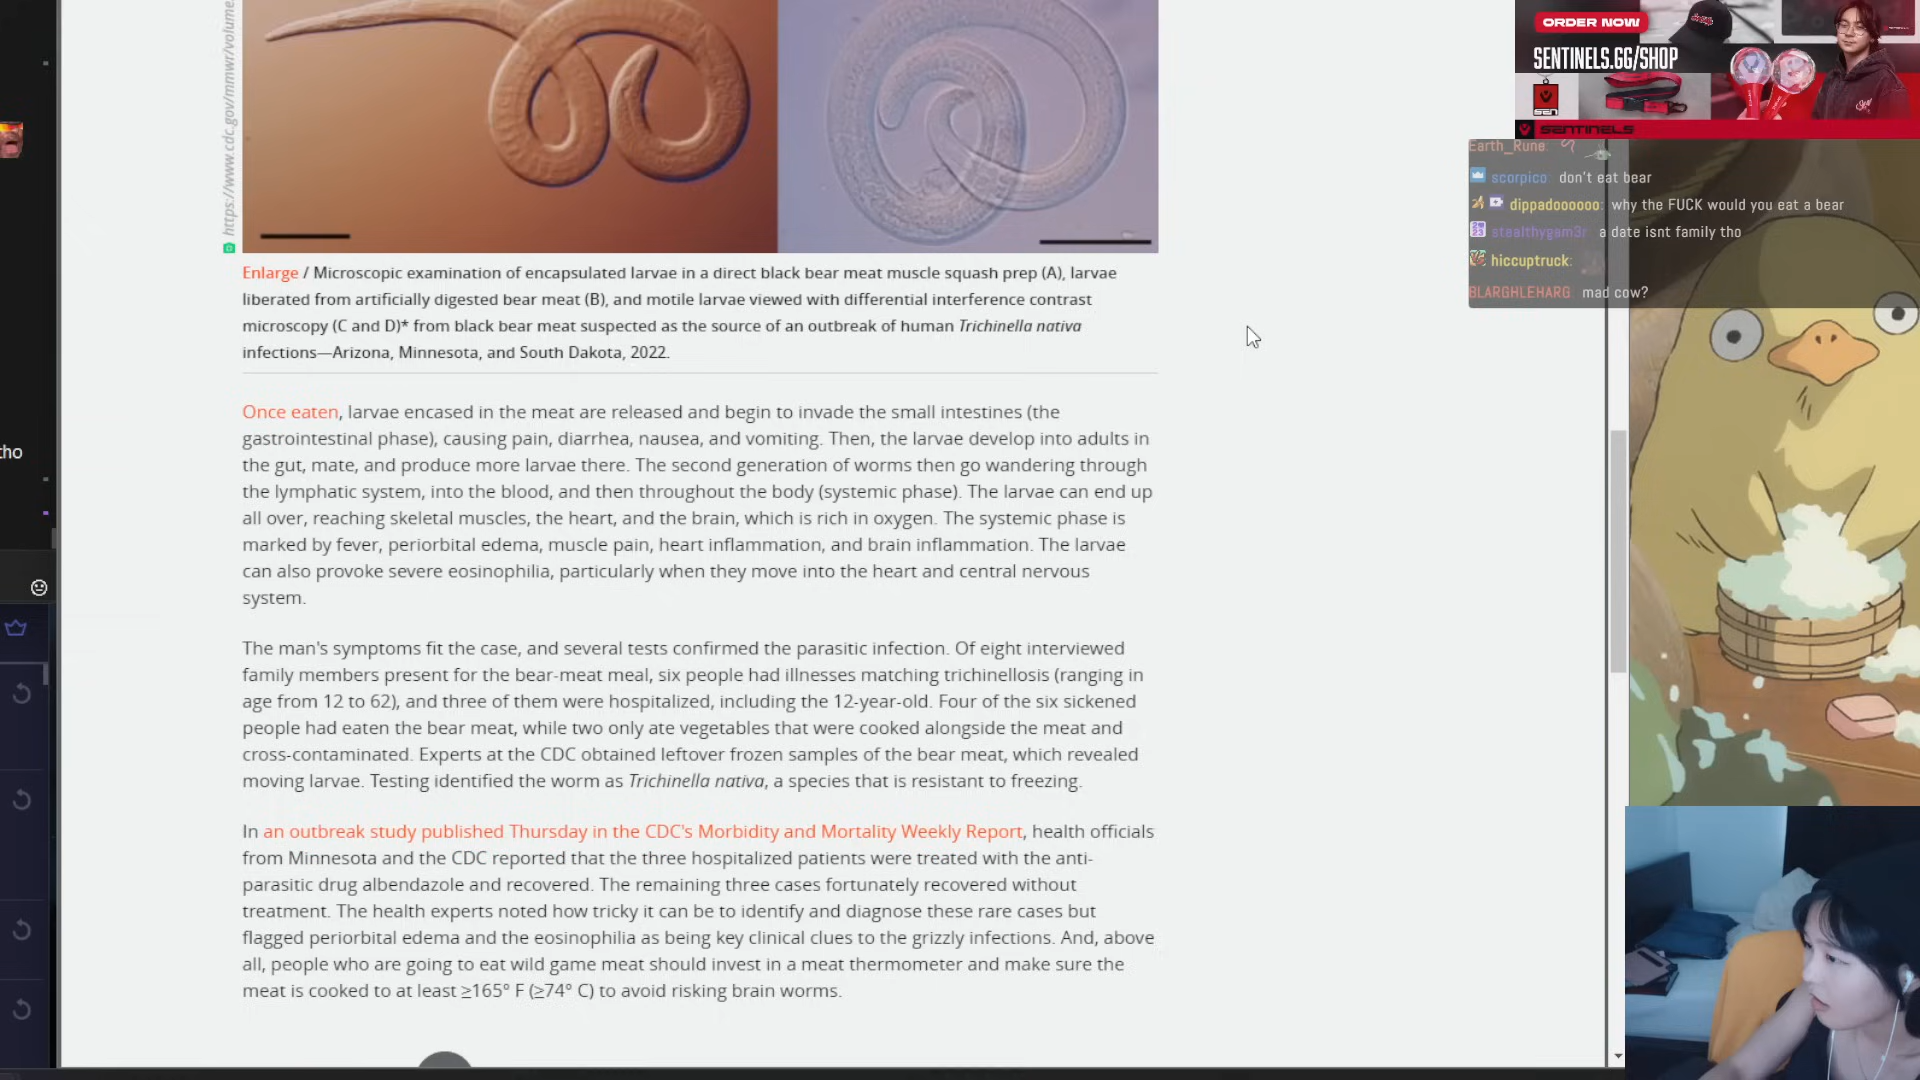 https://www.cdc.gov/mmwr/volume
ORDER NOW
SENTINELS.GG/SHOP
SENTINELS
Earth_Rune:
scorpico: don't eat bear
dippadoooooo: why the FUCK would you eat a bear
stealthygam3r: a date isnt family tho
hiccuptruck:
BLARGHLEHARG mad cow?
tho
Enlarge / Microscopic examination of encapsulated larvae in a direct black bear meat muscle squash prep (A), larvae
liberated from artificially digested bear meat (B), and motile larvae viewed with differential interference contrast
microscopy (C and D)* from black bear meat suspected as the source of an outbreak of human Trichinella nativa
infections—Arizona, Minnesota, and South Dakota, 2022.
Once eaten, larvae encased in the meat are released and begin to invade the small intestines (the
gastrointestinal phase), causing pain, diarrhea, nausea, and vomiting. Then, the larvae develop into adults in
the gut, mate, and produce more larvae there. The second generation of worms then go wandering through
the lymphatic system, into the blood, and then throughout the body (systemic phase). The larvae can end up
all over, reaching skeletal muscles, the heart, and the brain, which is rich in oxygen. The systemic phase is
marked by fever, periorbital edema, muscle pain, heart inflammation, and brain inflammation. The larvae
can also provoke severe eosinophilia, particularly when they move into the heart and central nervous
system.
The man's symptoms fit the case, and several tests confirmed the parasitic infection. Of eight interviewed
family members present for the bear-meat meal, six people had illnesses matching trichinellosis (ranging in
age from 12 to 62), and three of them were hospitalized, including the 12-year-old. Four of the six sickened
people had eaten the bear meat, while two only ate vegetables that were cooked alongside the meat and
cross-contaminated. Experts at the CDC obtained leftover frozen samples of the bear meat, which revealed
moving larvae. Testing identified the worm as Trichinella nativa, a species that is resistant to freezing.
In an outbreak study published Thursday in the CDC's Morbidity and Mortality Weekly Report, health officials
from Minnesota and the CDC reported that the three hospitalized patients were treated with the anti-
parasitic drug albendazole and recovered. The remaining three cases fortunately recovered without
treatment. The health experts noted how tricky it can be to identify and diagnose these rare cases but
flagged periorbital edema and the eosinophilia as being key clinical clues to the grizzly infections. And, above
all, people who are going to eat wild game meat should invest in a meat thermometer and make sure the
meat is cooked to at least ≥165° F (≥74° C) to avoid risking brain worms.